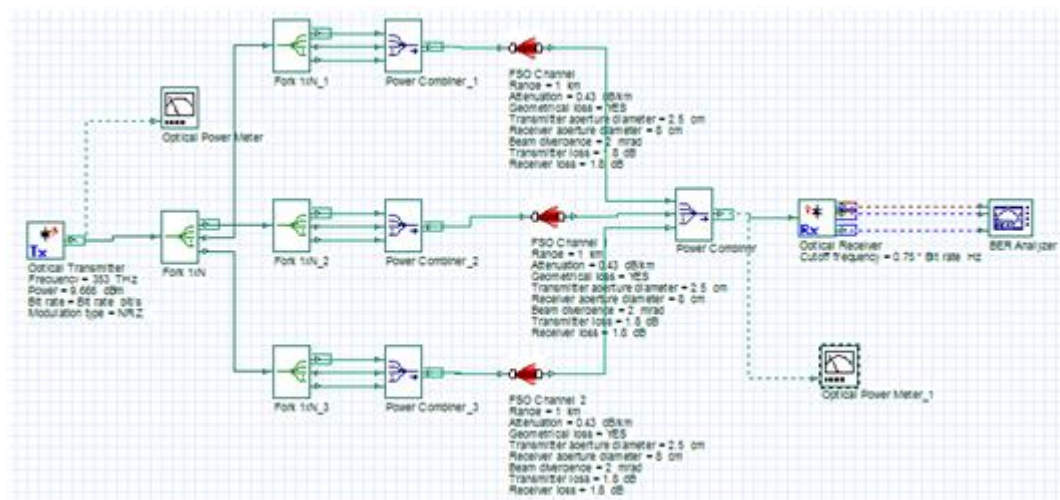 Fork 1xN_1
Power Combiner_1
FSO Channel
Range = 1 km
Attenuation = 0.43 dB/km
Geometrical loss = YES
Transmitter aperture diameter = 2.5 cm
Receiver aperture diameter = 8 cm
Beam divergence = 2 mrad
Transmitter loss = 1.8 dB
Receiver loss = 1.8 dB
Optical Power Meter
Tx
Optical Transmitter
Frequency = 353 THz
Power = 9.666 dBm
Bit rate = Bit rate bit/s
Modulation type = NRZ
Fork 1xN
Fork 1xN_2
Power Combiner_2
FSO Channel
Range = 1 km
Attenuation = 0.43 dB/km
Geometrical loss = YES
Transmitter aperture diameter = 2.5 cm
Receiver aperture diameter = 8 cm
Beam divergence = 2 mrad
Transmitter loss = 1.8 dB
Receiver loss = 1.8 dB
Power Combiner
Rx
Optical Receiver
Cutoff frequency = 0.75 * Bit rate Hz
BER Analyzer
Optical Power Meter_1
Fork 1xN_3
Power Combiner_3
FSO Channel 2
Range = 1 km
Attenuation = 0.43 dB/km
Geometrical loss = YES
Transmitter aperture diameter = 2.5 cm
Receiver aperture diameter = 8 cm
Beam divergence = 2 mrad
Transmitter loss = 1.8 dB
Receiver loss = 1.8 dB